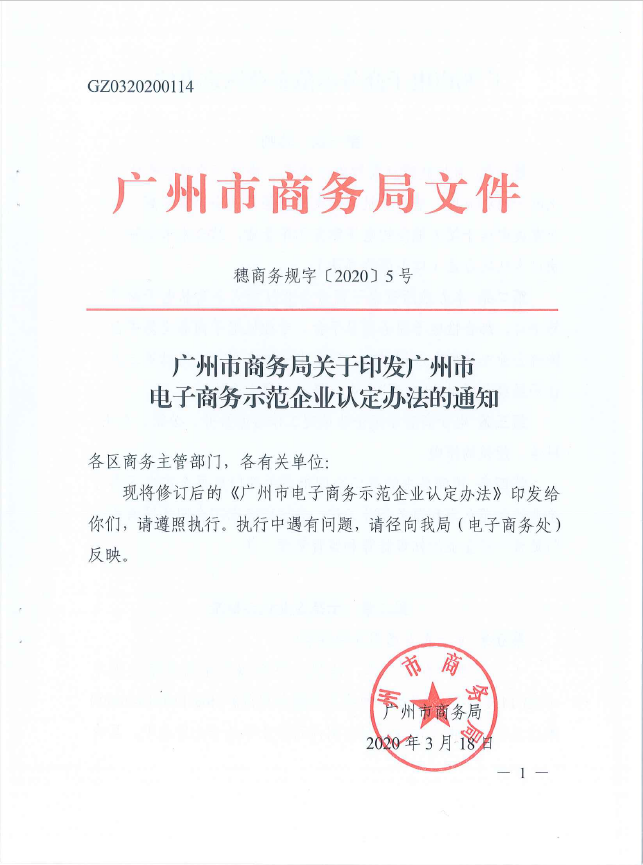 GZ0320200114
广州市商务局文件
穗商务规字〔2020〕5号
广州市商务局关于印发广州市
电子商务示范企业认定办法的通知
各区商务主管部门，各有关单位：
现将修订后的《广州市电子商务示范企业认定办法》印发给
你们，请遵照执行。执行中遇有问题，请径向我局（电子商务处）
反映。
广州市商务局
广州市商务局
2020年3月18日
— 1 —